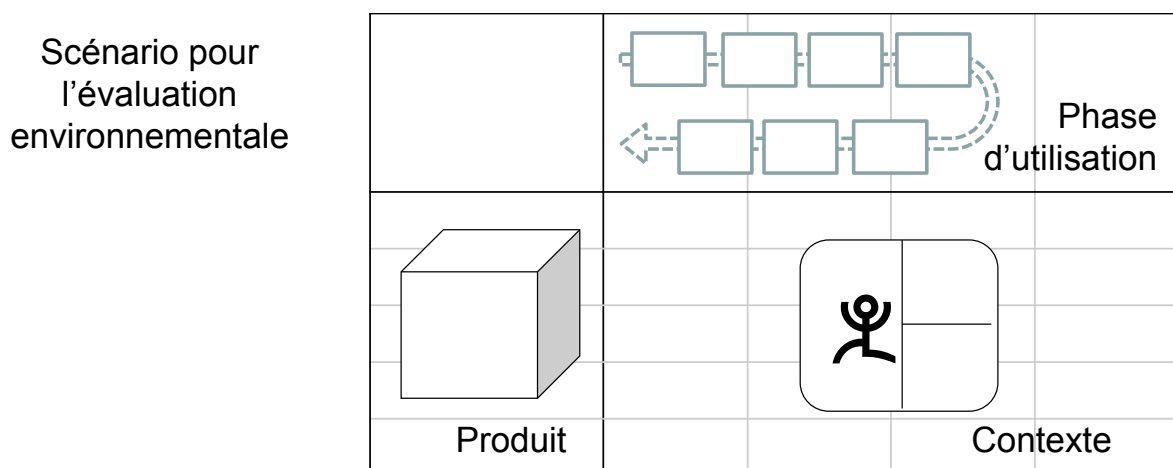 Scénario pour
l’évaluation
environnementale
Phase
d’utilisation
Produit
Contexte